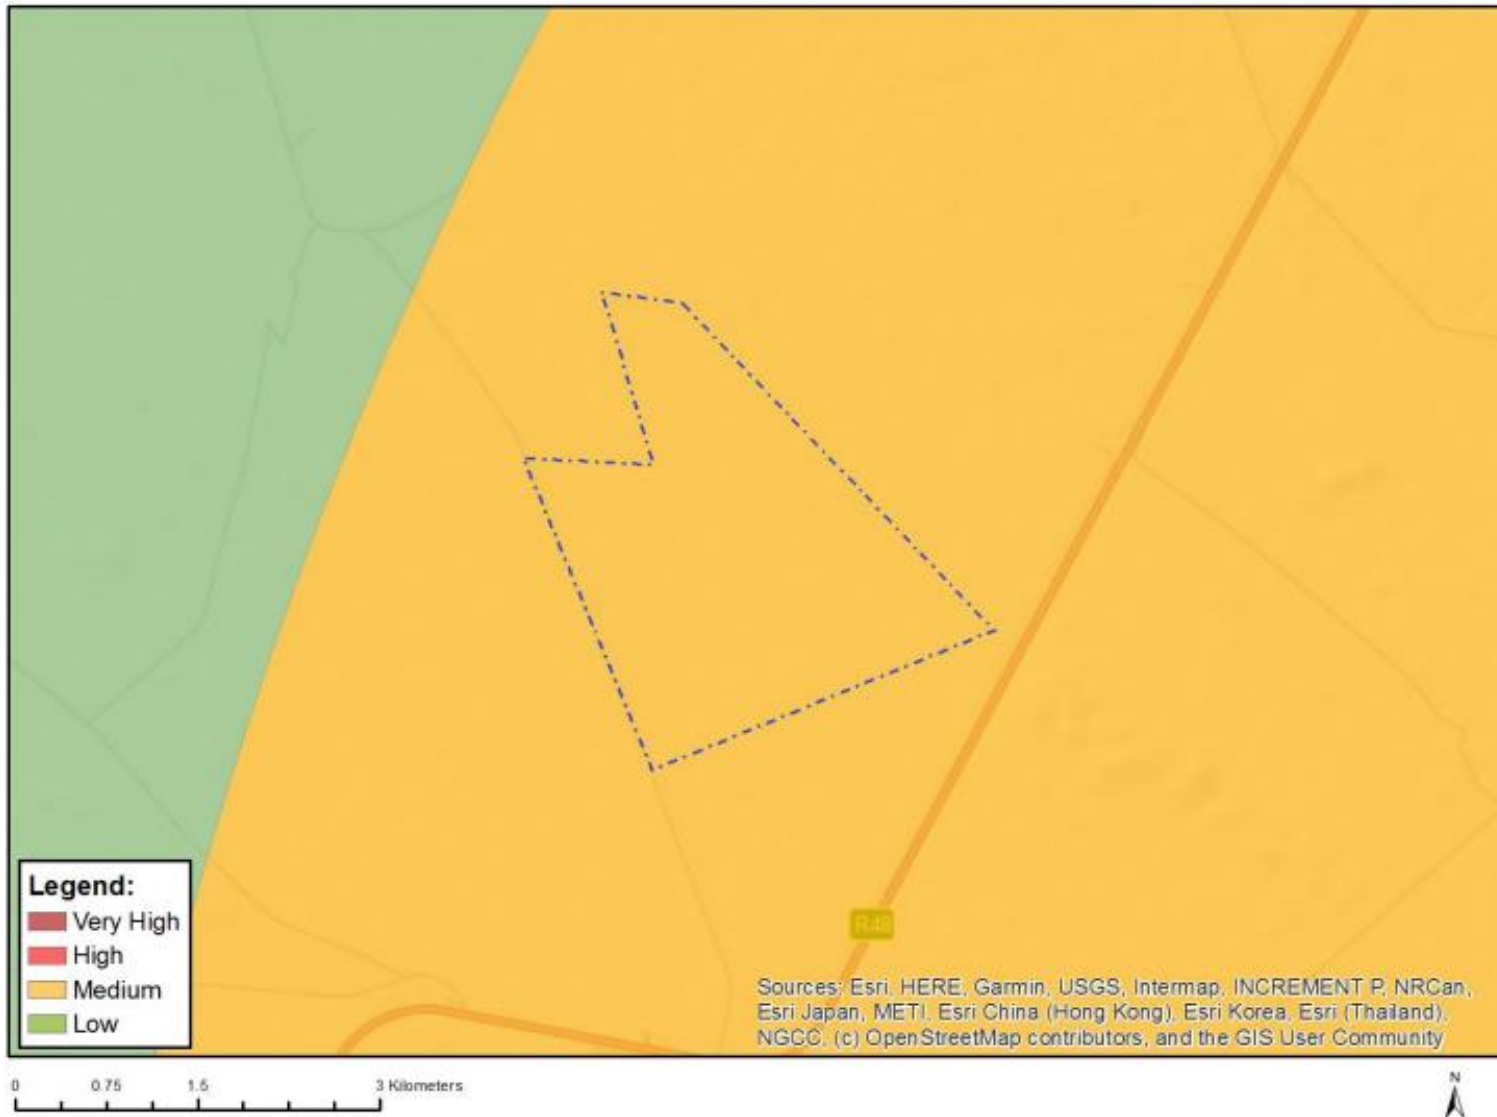 R48
Legend:
Very High
High
Medium
Low
Sources: Esri, HERE, Garmin, USGS, Intermap, INCREMENT P, NRCan,
Esri Japan, METI, Esri China (Hong Kong), Esri Korea, Esri (Thailand),
NGCC, (c) OpenStreetMap contributors, and the GIS User Community
0 0.75 1.5 3 Kilometers
N